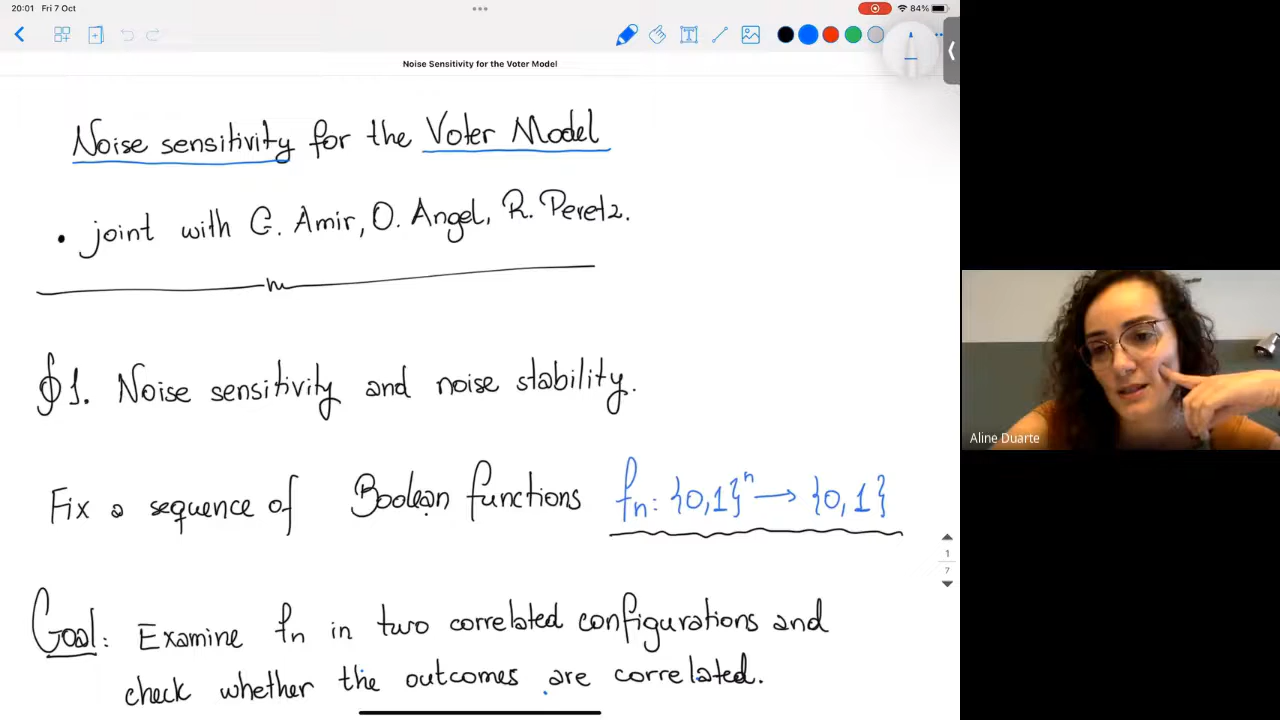 20:01 Fri 7 Oct
84%
Noise Sensitivity for the Voter Model
Noise sensitivity for the Voter Model
• joint with G. Amir, O. Angel, R. Peretz.
§1. Noise sensitivity and noise stability.
Fix a sequence of Boolean functions fn: {0,1}^n → {0,1}
Goal: Examine fn in two correlated configurations and
check whether the outcomes are correlated.
1
7
Aline Duarte